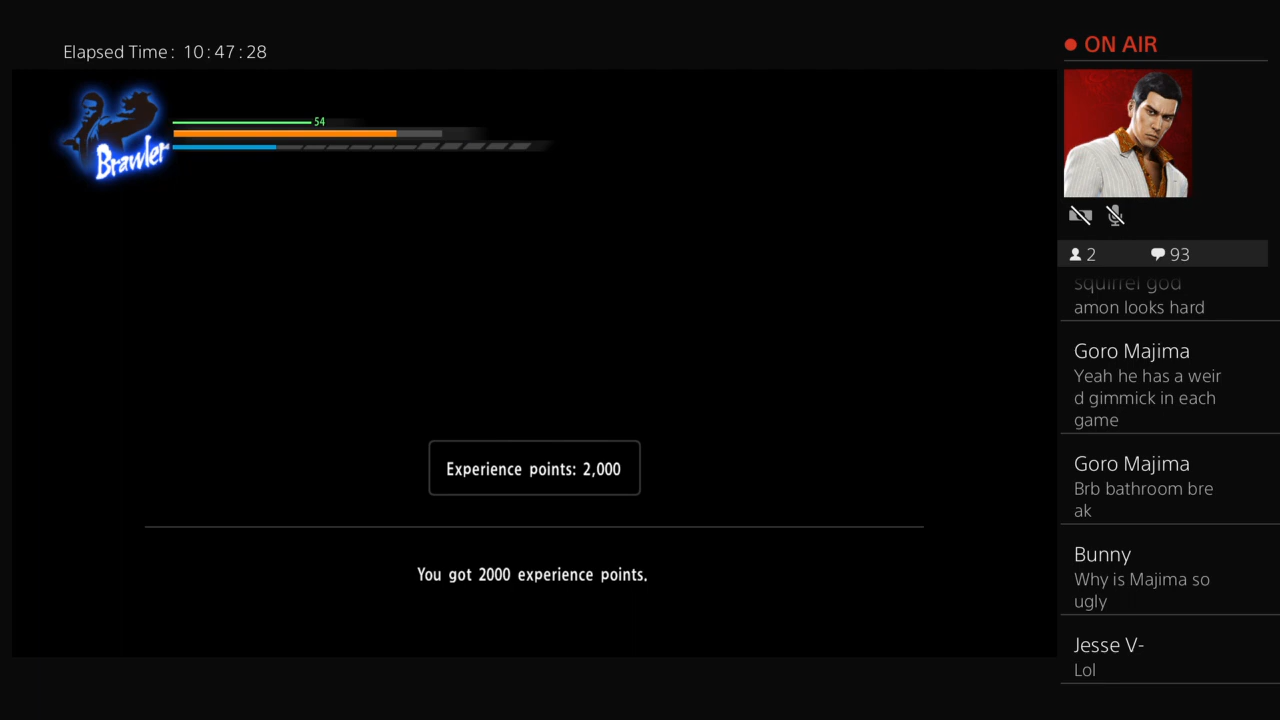 Elapsed Time: 10:47:28
ON AIR
54
Brawler
2
93
squirrel god
amon looks hard
Goro Majima
Yeah he has a weir
d gimmick in each
game
Goro Majima
Brb bathroom bre
ak
Experience points: 2,000
Bunny
Why is Majima so
ugly
You got 2000 experience points.
Jesse V-
Lol